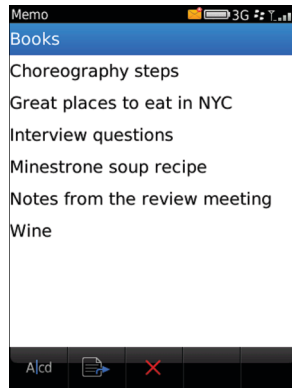 Memo 3G
Books
Choreography steps
Great places to eat in NYC
Interview questions
Minestrone soup recipe
Notes from the review meeting
Wine
A|cd